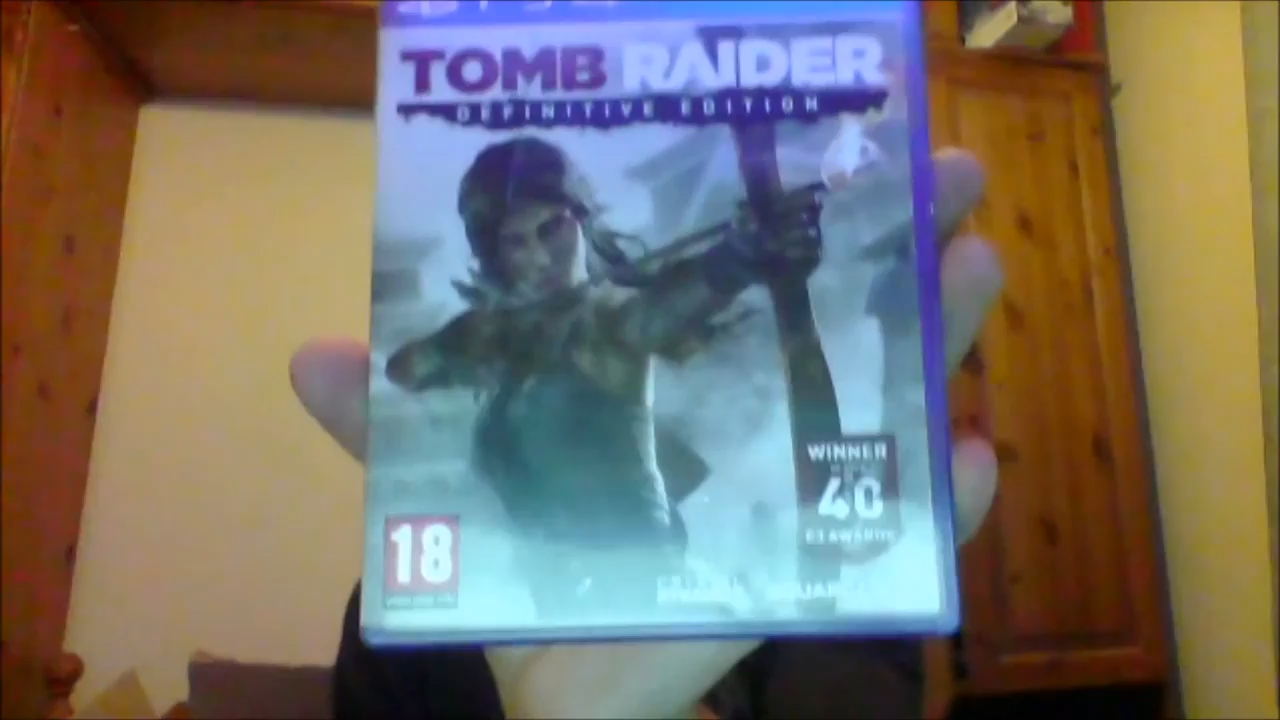 TOMB RAIDER
DEFINITIVE EDITION
WINNER
40
E3 AWARDS
18